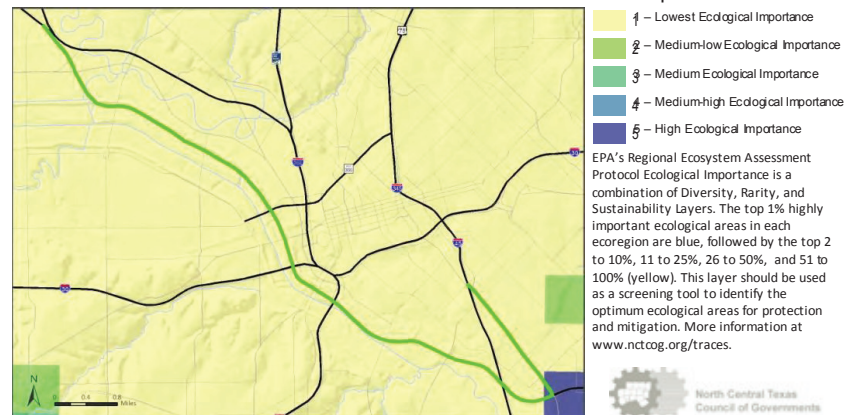 1 – Lowest Ecological Importance
2 – Medium-low Ecological Importance
3 – Medium Ecological Importance
4 – Medium-high Ecological Importance
5 – High Ecological Importance
EPA's Regional Ecosystem Assessment
Protocol Ecological Importance is a
combination of Diversity, Rarity, and
Sustainability Layers. The top 1% highly
important ecological areas in each
ecoregion are blue, followed by the top 2
to 10%, 11 to 25%, 26 to 50%, and 51 to
100% (yellow). This layer should be used
as a screening tool to identify the
optimum ecological areas for protection
and mitigation. More information at
www.nctcog.org/traces.
North Central Texas
Council of Governments
N
0 0.4 0.8
Miles